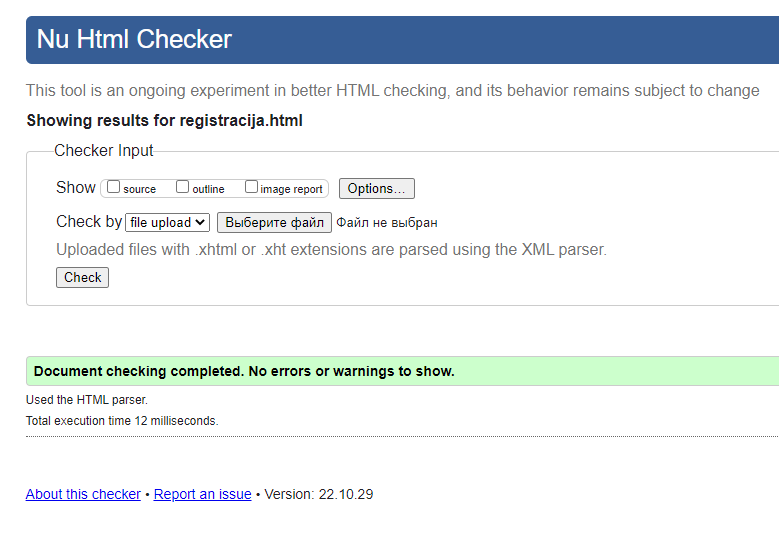 Nu Html Checker
This tool is an ongoing experiment in better HTML checking, and its behavior remains subject to change
Showing results for registracija.html
Checker Input
Show source outline image report Options...
Check by file upload Выберите файл Файл не выбран
Uploaded files with .xhtml or .xht extensions are parsed using the XML parser.
Check
Document checking completed. No errors or warnings to show.
Used the HTML parser.
Total execution time 12 milliseconds.
About this checker • Report an issue • Version: 22.10.29